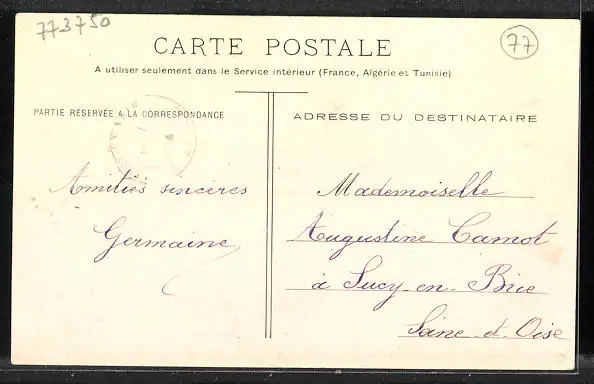 773750
77
CARTE POSTALE
A utiliser seulement dans le Service intérieur (France, Algérie et Tunisie)
PARTIE RÉSERVÉE A LA CORRESPONDANCE
Amitiés sincères
Germaine
ADRESSE DU DESTINATAIRE
Mademoiselle
Augustine Camot
à Sucy-en-Brie
Seine-et-Oise